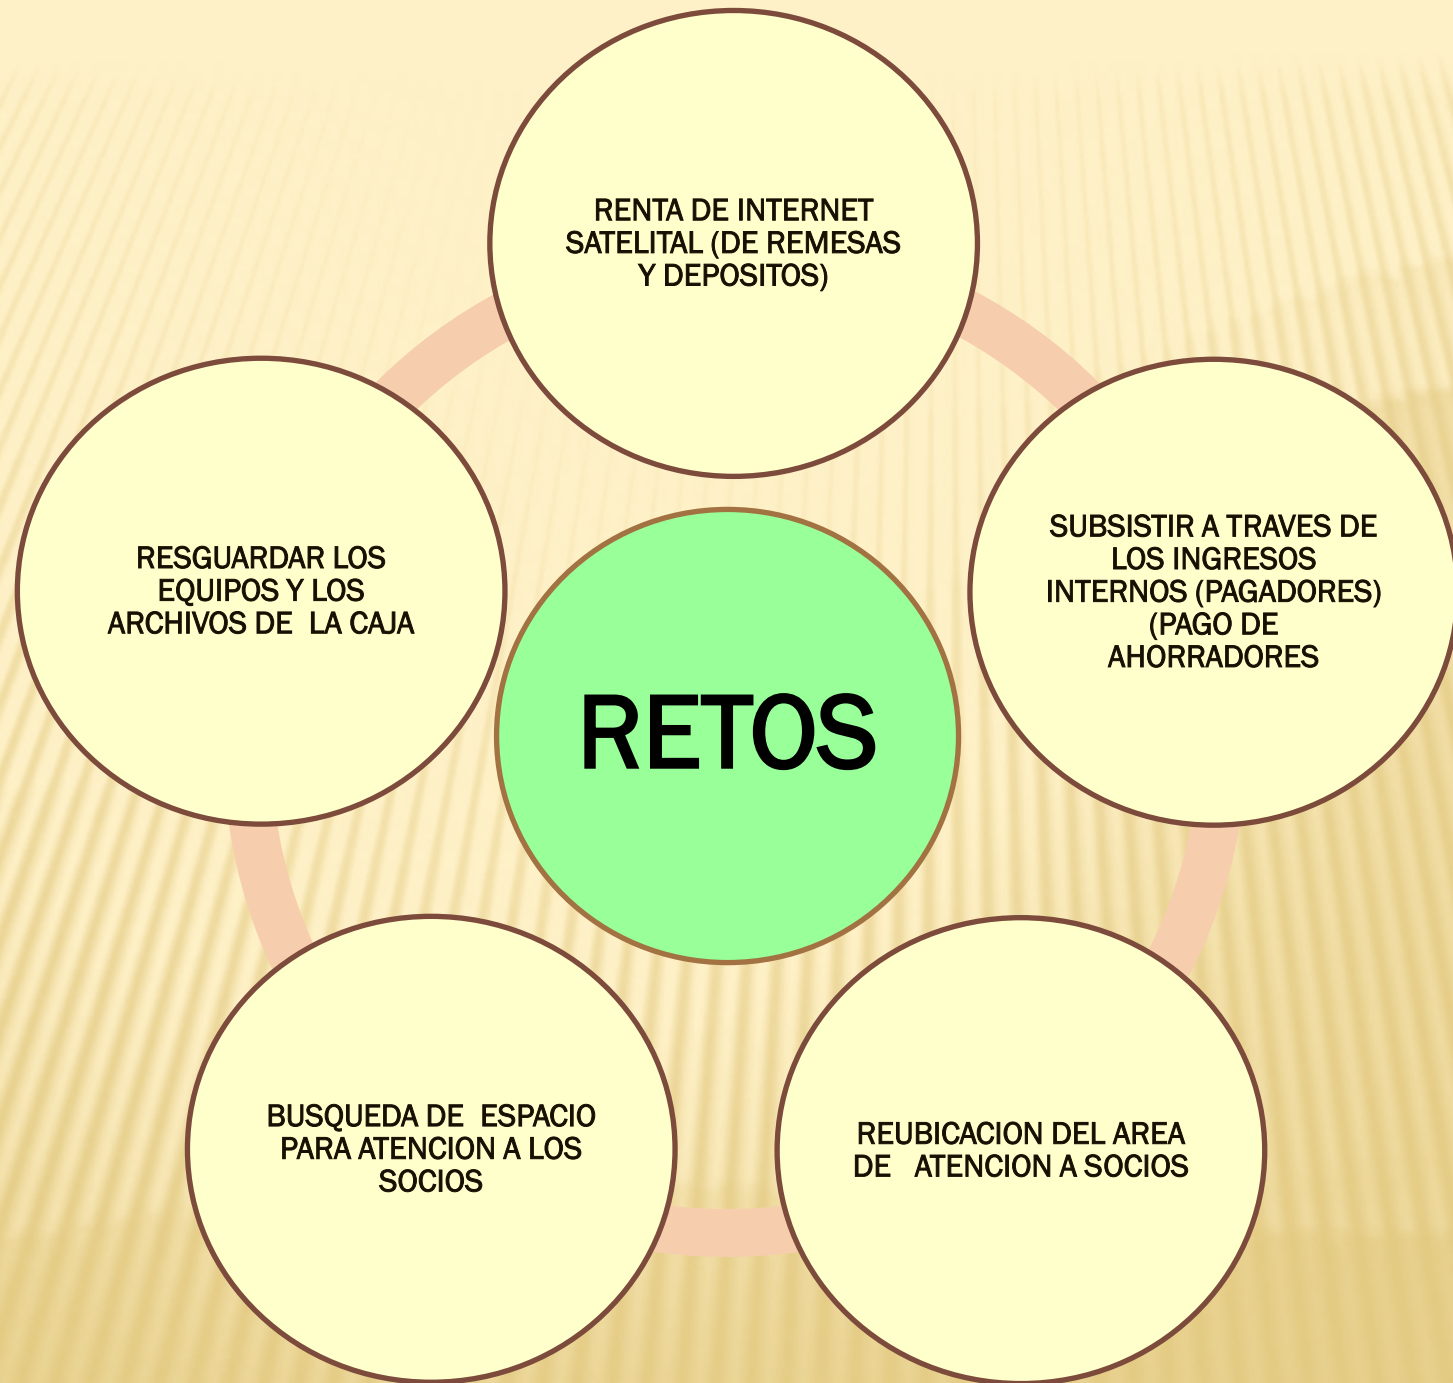 RENTA DE INTERNET
SATELITAL (DE REMESAS
Y DEPOSITOS)
SUBSISTIR A TRAVES DE
LOS INGRESOS
INTERNOS (PAGADORES)
(PAGO DE
AHORRADORES
REUBICACION DEL AREA
DE ATENCION A SOCIOS
BUSQUEDA DE ESPACIO
PARA ATENCION A LOS
SOCIOS
RESGUARDAR LOS
EQUIPOS Y LOS
ARCHIVOS DE LA CAJA
RETOS